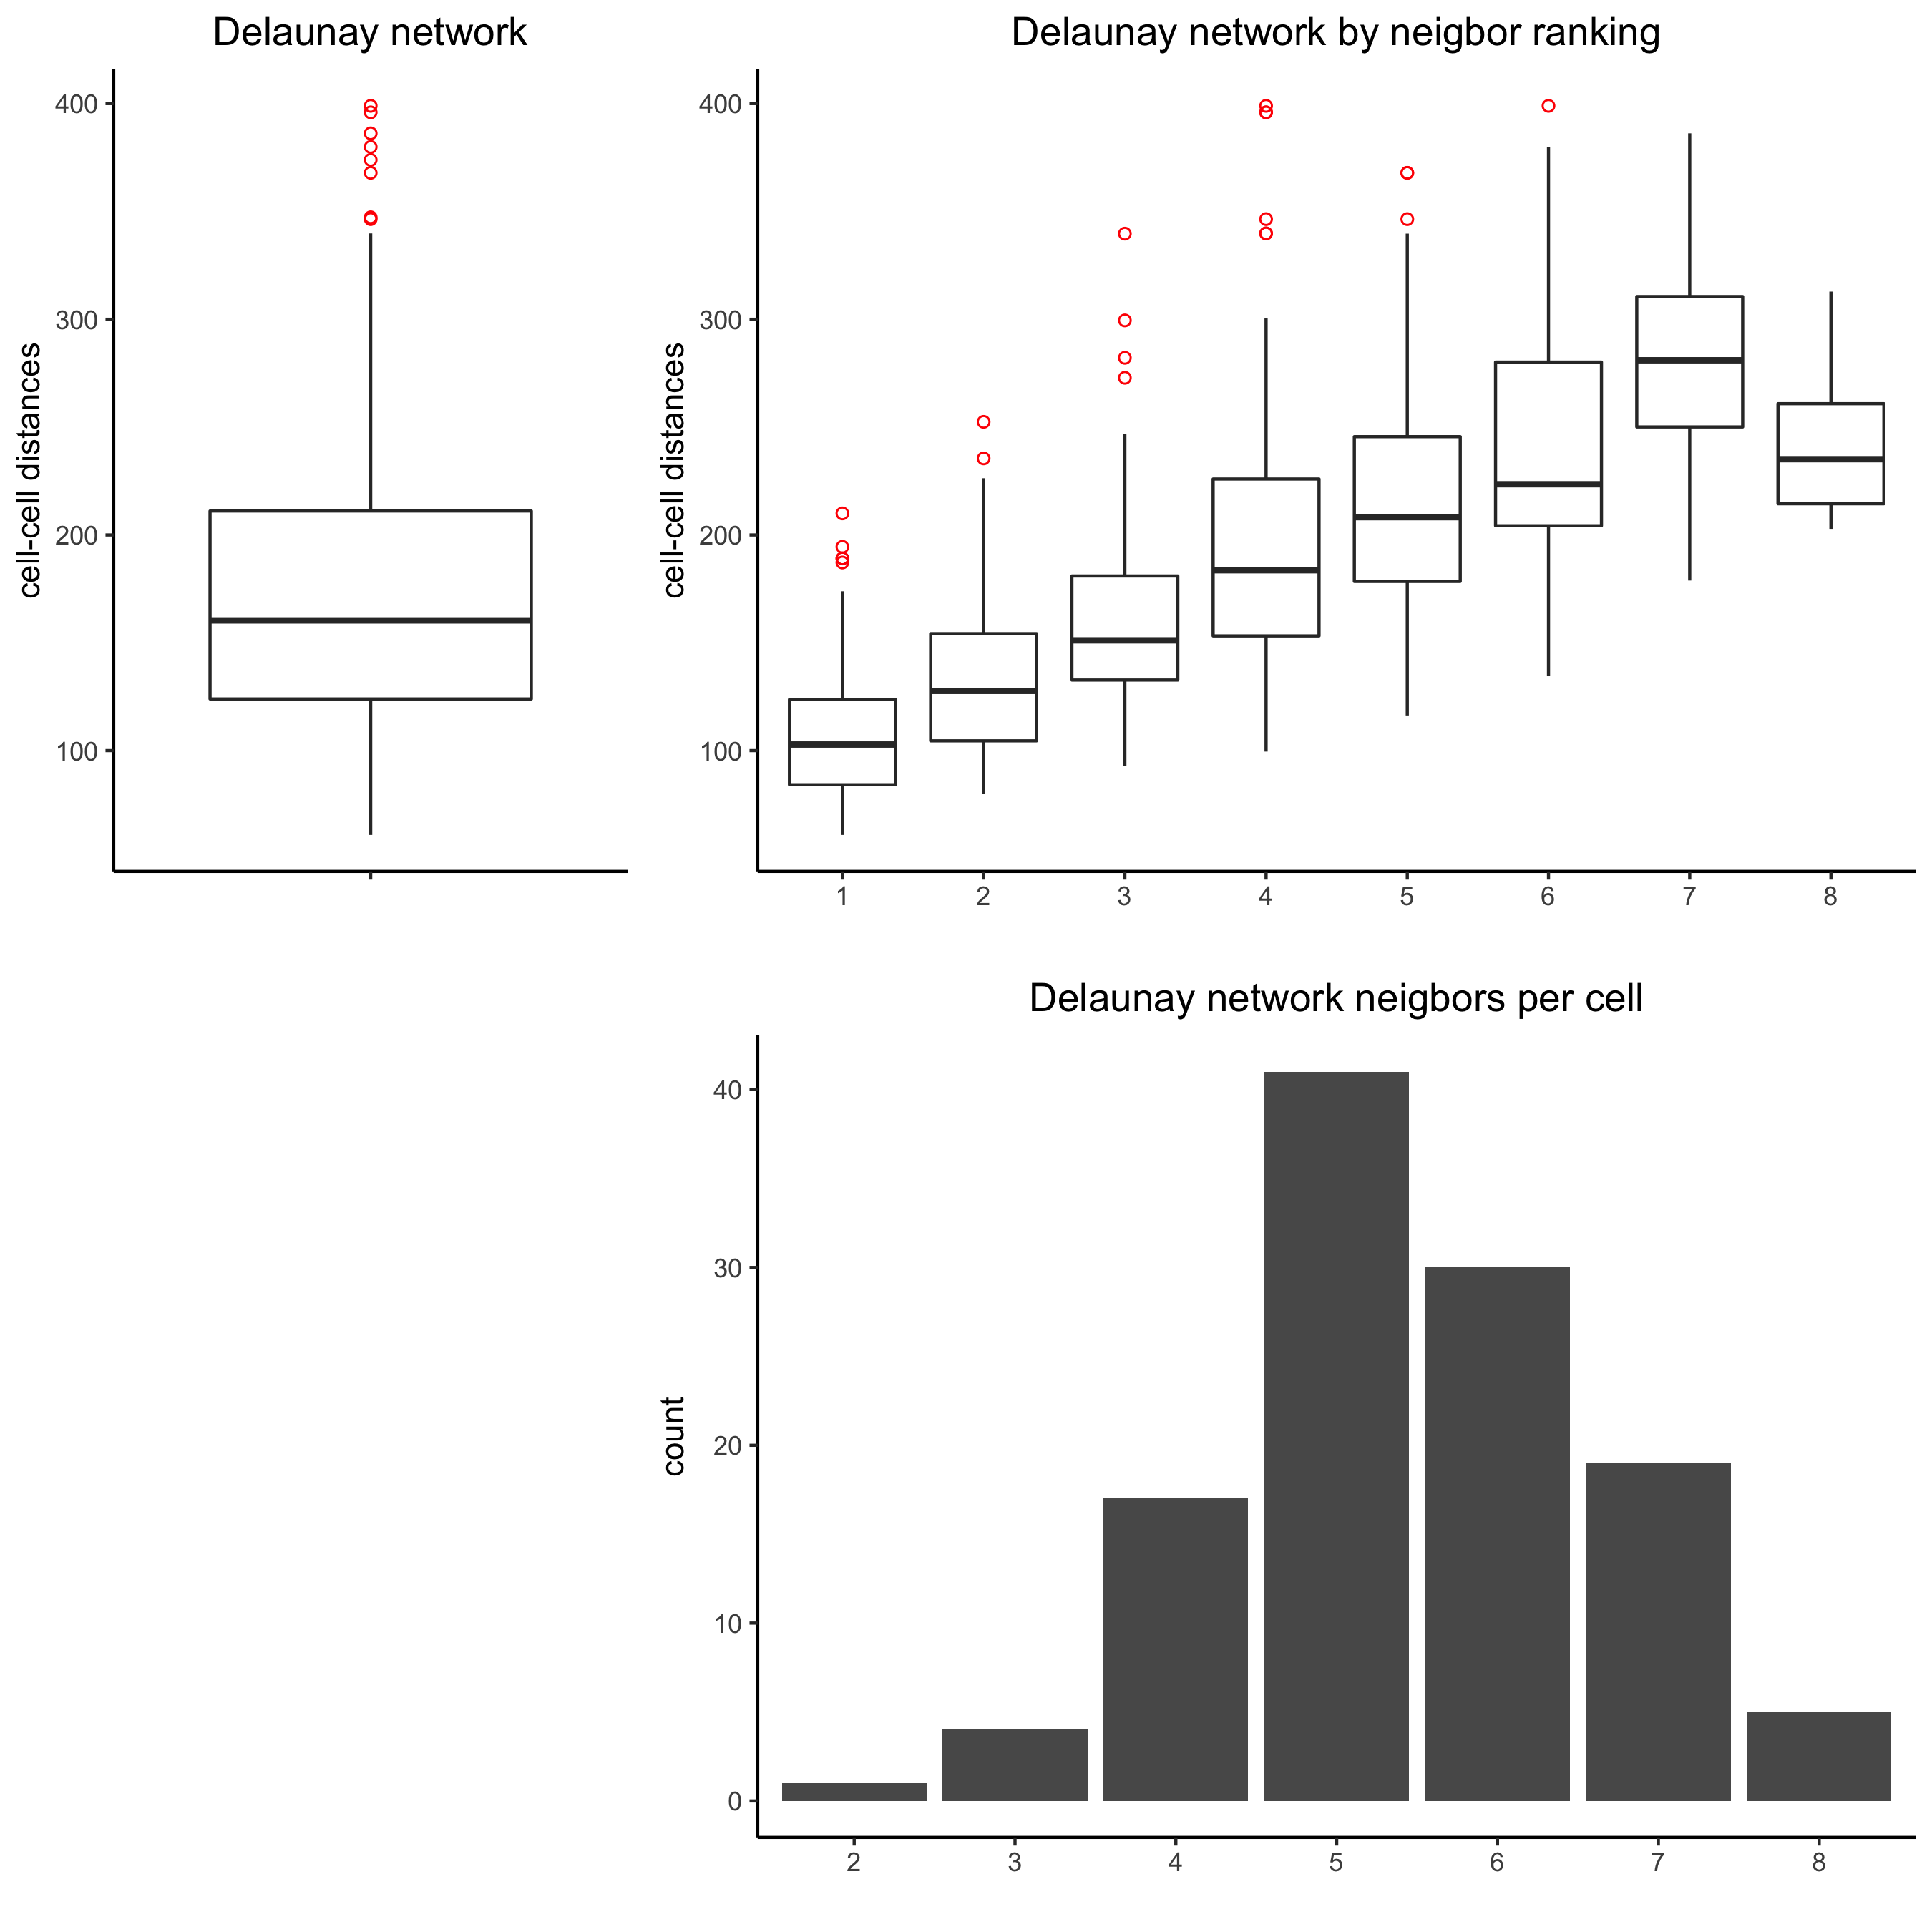 Delaunay network
cell-cell distances
400
300
200
100
Delaunay network by neigbor ranking
cell-cell distances
400
300
200
100
1 2 3 4 5 6 7 8
Delaunay network neigbors per cell
count
40
30
20
10
0
2 3 4 5 6 7 8